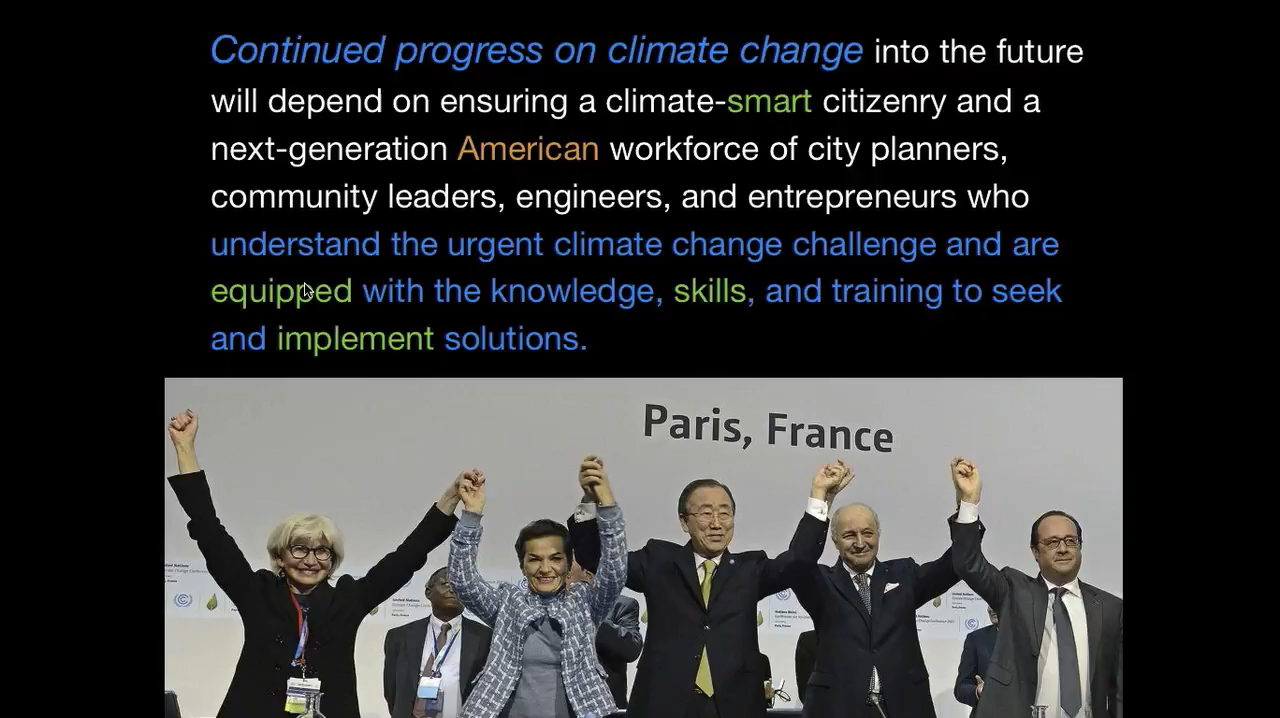 Continued progress on climate change into the future
will depend on ensuring a climate-smart citizenry and a
next-generation American workforce of city planners,
community leaders, engineers, and entrepreneurs who
understand the urgent climate change challenge and are
equipped with the knowledge, skills, and training to seek
and implement solutions.
Paris, France